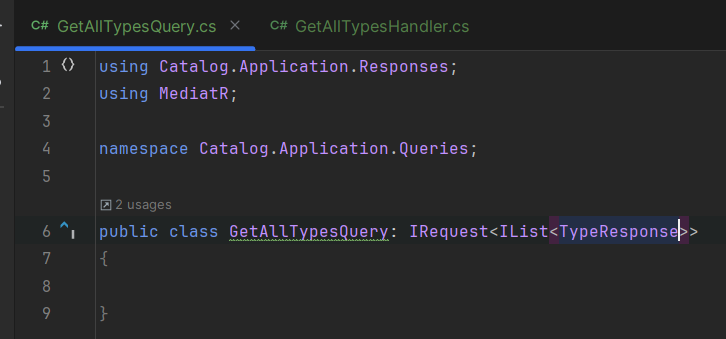 C# GetAllTypesQuery.cs × C# GetAllTypesHandler.cs
1 {} using Catalog.Application.Responses;
2 using MediatR;
3
4 namespace Catalog.Application.Queries;
5
2 usages
6 public class GetAllTypesQuery: IRequest<IList<TypeResponse>>
7 {
8
9 }